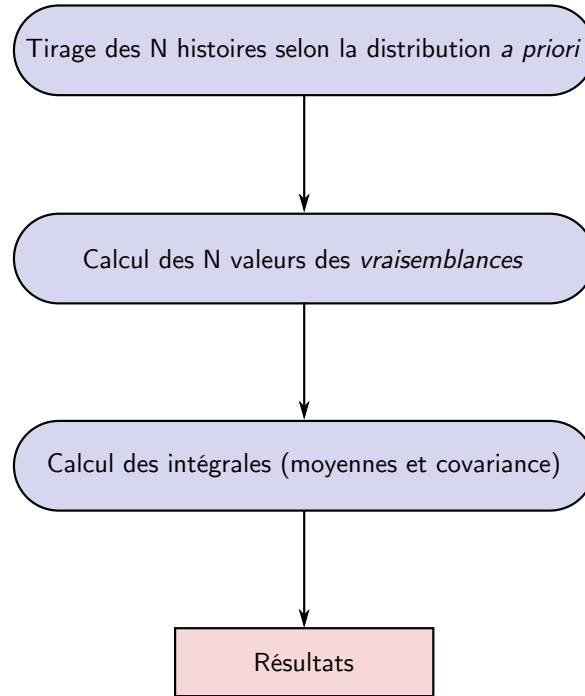 Tirage des N histoires selon la distribution a priori
Calcul des N valeurs des vraisemblances
Calcul des intégrales (moyennes et covariance)
Résultats